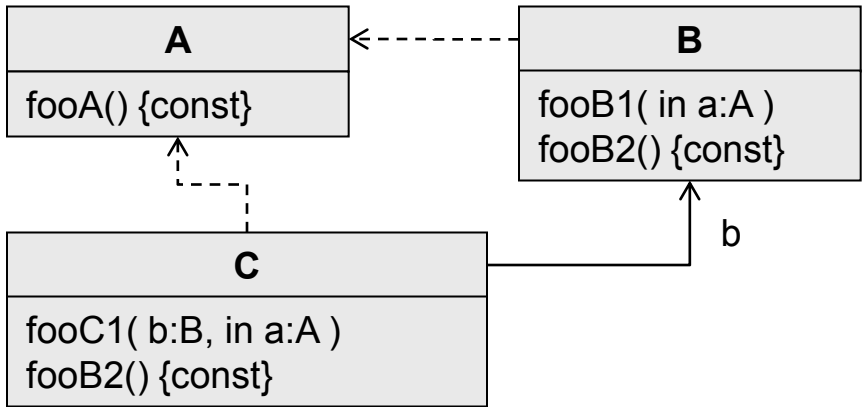 A
fooA() {const}
B
fooB1( in a:A )
fooB2() {const}
b
C
fooC1( b:B, in a:A )
fooB2() {const}